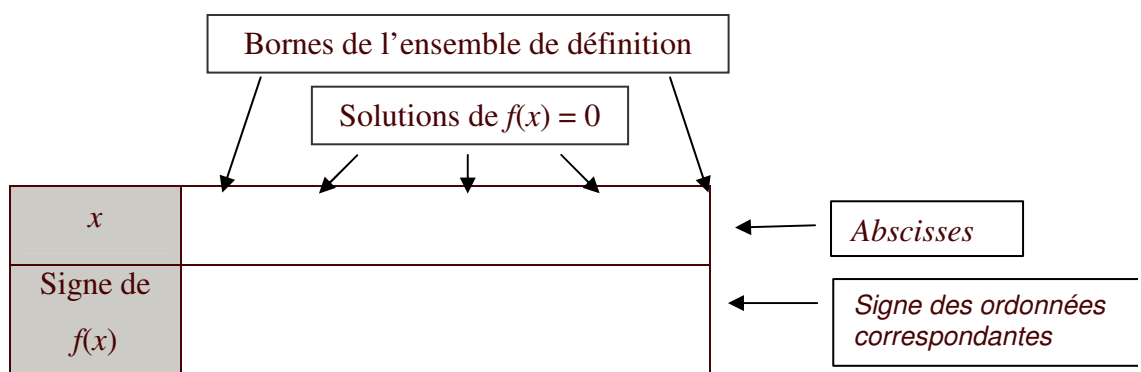 Bornes de l’ensemble de définition
Solutions de f(x) = 0
x
Abscisses
Signe de
f(x)
Signe des ordonnées
correspondantes